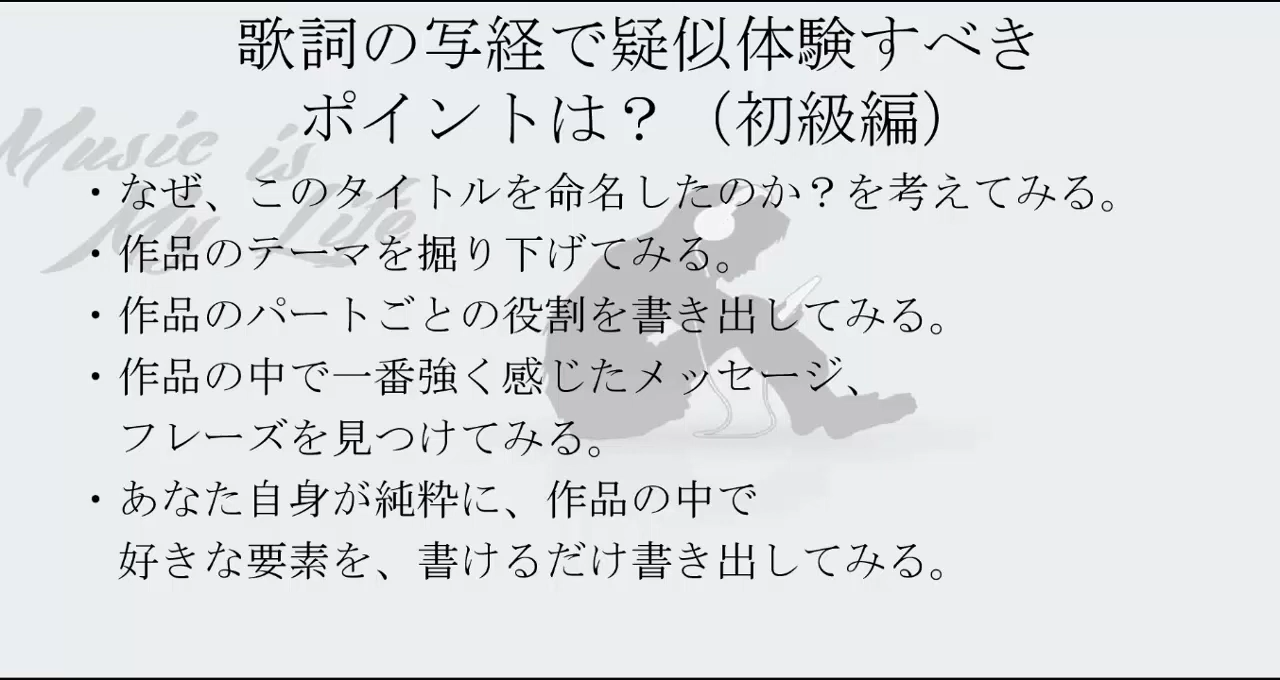 歌詞の写経で疑似体験すべき
ポイントは？（初級編）
Music is
My Life
・なぜ、このタイトルを命名したのか？を考えてみる。
・作品のテーマを掘り下げてみる。
・作品のパートごとの役割を書き出してみる。
・作品の中で一番強く感じたメッセージ、
フレーズを見つけてみる。
・あなた自身が純粋に、作品の中で
好きな要素を、書けるだけ書き出してみる。